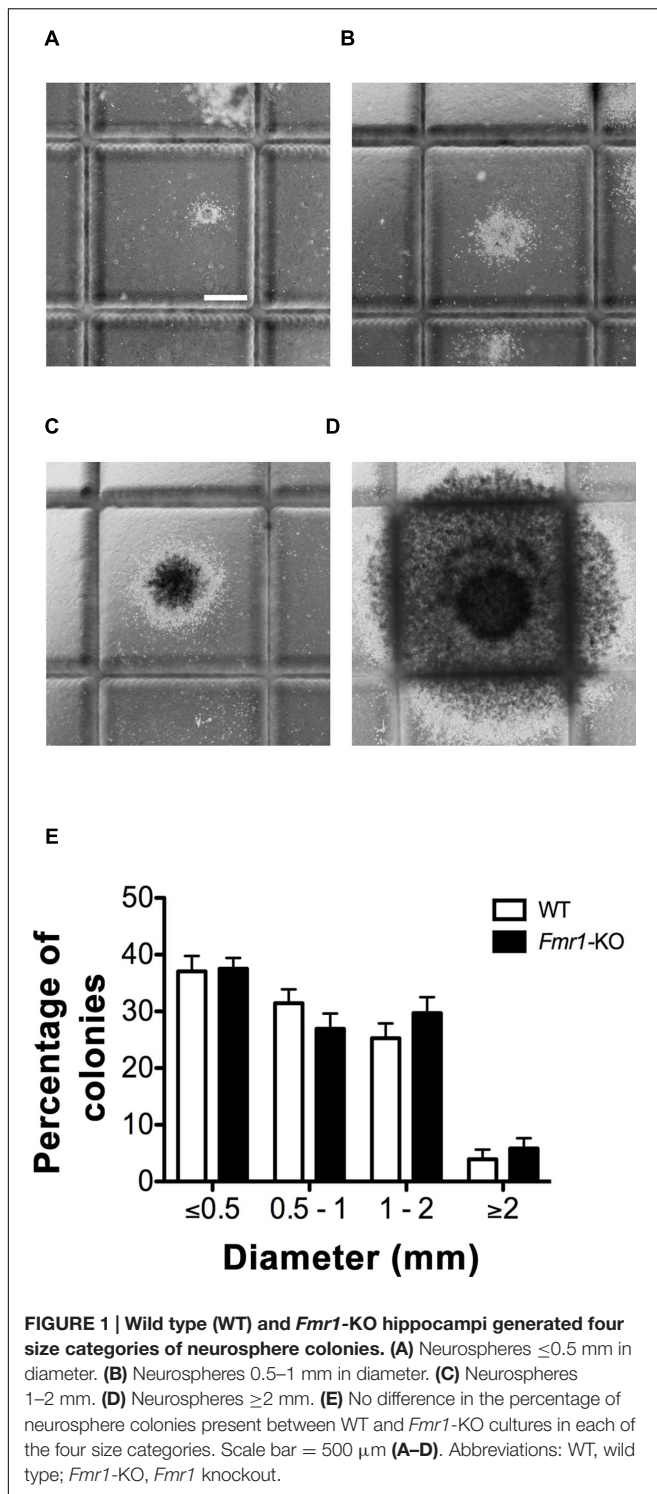 A
B
C
D
E
50
40
30
20
10
0
Percentage of
colonies
WT
Fmr1-KO
≤0.5 0.5 - 1 1 - 2 ≥2
Diameter (mm)
FIGURE 1 | Wild type (WT) and Fmr1-KO hippocampi generated four
size categories of neurosphere colonies. (A) Neurospheres ≤0.5 mm in
diameter. (B) Neurospheres 0.5–1 mm in diameter. (C) Neurospheres
1–2 mm. (D) Neurospheres ≥2 mm. (E) No difference in the percentage of
neurosphere colonies present between WT and Fmr1-KO cultures in each of
the four size categories. Scale bar = 500 μm (A–D). Abbreviations: WT, wild
type; Fmr1-KO, Fmr1 knockout.